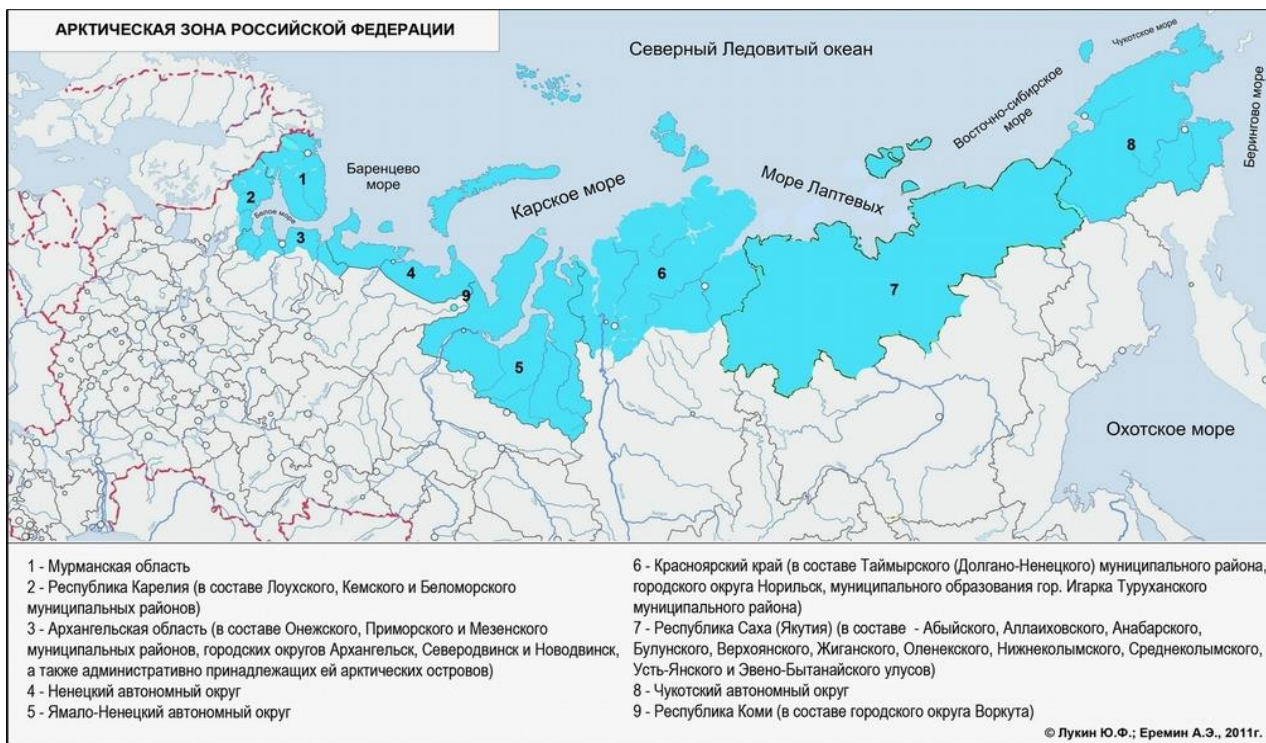 АРКТИЧЕСКАЯ ЗОНА РОССИЙСКОЙ ФЕДЕРАЦИИ
Северный Ледовитый океан
Чукотское море
Восточно-сибирское
море
Берингово море
Баренцево
море
Карское море
Море Лаптевых
Белое море
Охотское море
1
2
3
4
9
5
6
7
8
1 - Мурманская область
2 - Республика Карелия (в составе Лоухского, Кемского и Беломорского
муниципальных районов)
3 - Архангельская область (в составе Онежского, Приморского и Мезенского
муниципальных районов, городских округов Архангельск, Северодвинск и Новодвинск,
а также административно принадлежащих ей арктических островов)
4 - Ненецкий автономный округ
5 - Ямало-Ненецкий автономный округ
6 - Красноярский край (в составе Таймырского (Долгано-Ненецкого) муниципального района,
городского округа Норильск, муниципального образования гор. Игарка Туруханского
муниципального района)
7 - Республика Саха (Якутия) (в составе - Абыйского, Аллаиховского, Анабарского,
Булунского, Верхоянского, Жиганского, Оленекского, Нижнеколымского, Среднеколымского,
Усть-Янского и Эвено-Бытанайского улусов)
8 - Чукотский автономный округ
9 - Республика Коми (в составе городского округа Воркута)
© Лукин Ю.Ф.; Еремин А.Э., 2011г.